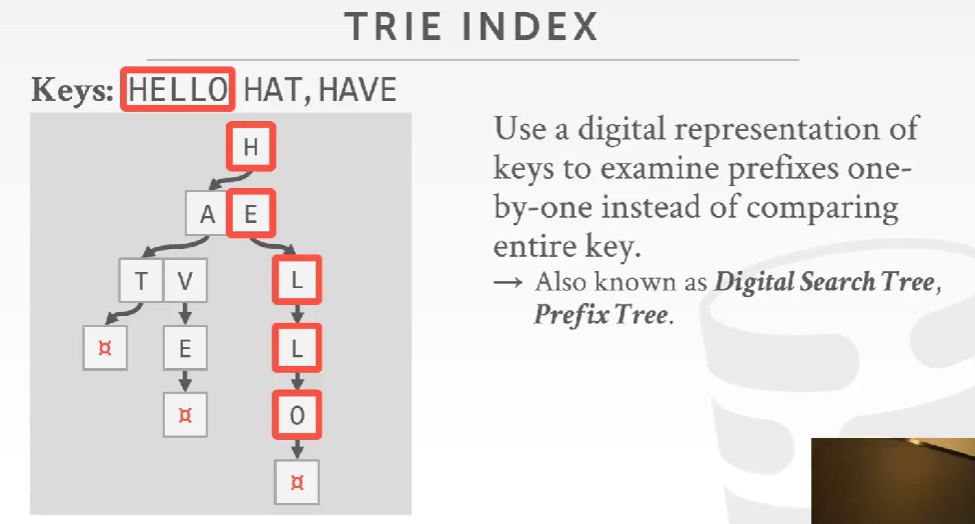 TRIE INDEX
Keys: HELLO HAT, HAVE
H
A E
T V L
¤ E L
¤ O
¤
Use a digital representation of
keys to examine prefixes one-
by-one instead of comparing
entire key.
→ Also known as Digital Search Tree,
Prefix Tree.